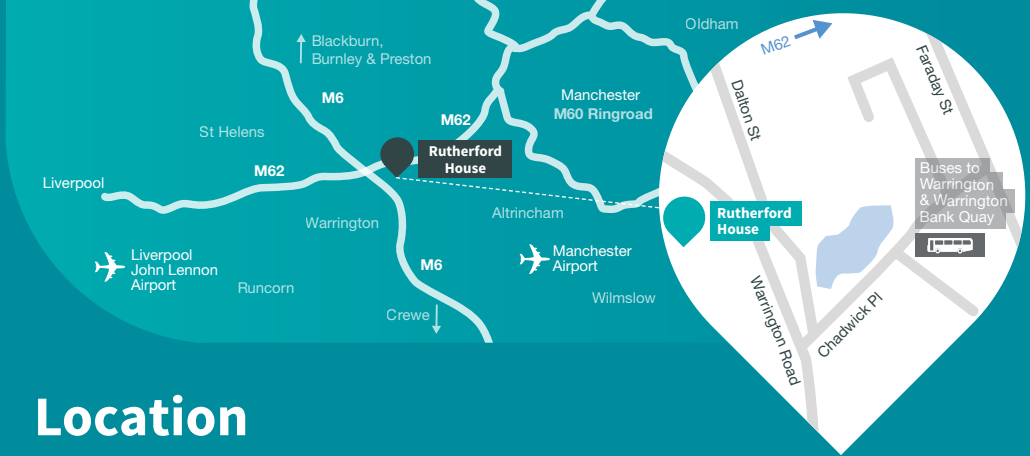 Oldham
M62
Blackburn,
Burnley & Preston
Faraday St
Dalton St
M6
Manchester
M60 Ringroad
M62
St Helens
Rutherford
House
M62
Liverpool
Buses to
Warrington
& Warrington
Bank Quay
Rutherford
House
Altrincham
Warrington
Liverpool
John Lennon
Airport
M6
Manchester
Airport
Runcorn
Wilmslow
Crewe
Warrington Road
Chadwick Pl
Location